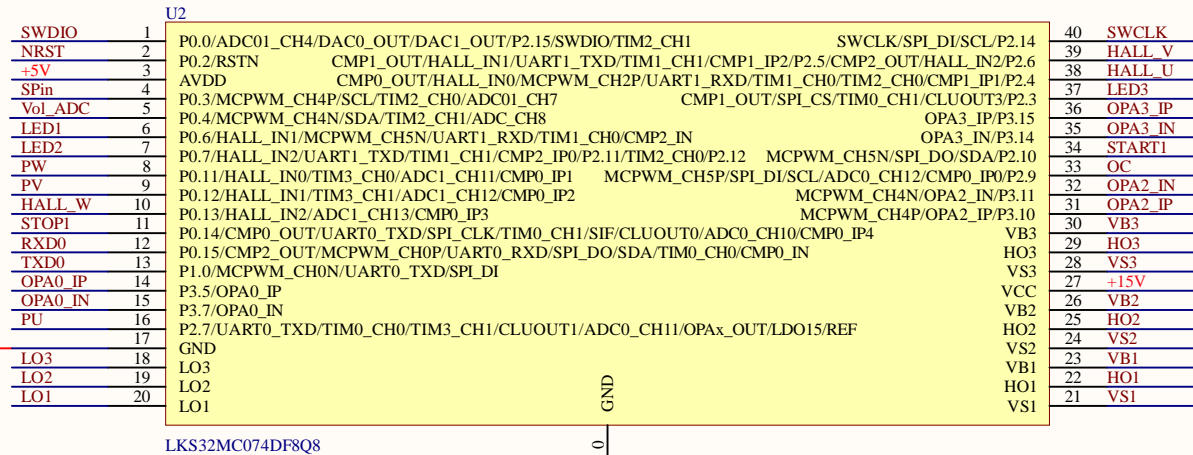 U2
SWDIO 1 P0.0/ADC01_CH4/DAC0_OUT/DAC1_OUT/P2.15/SWDIO/TIM2_CH1 SWCLK/SPI_DI/SCL/P2.14 40 SWCLK
NRST 2 P0.2/RSTN CMP1_OUT/HALL_IN1/UART1_TXD/TIM1_CH1/CMP1_IP2/P2.5/CMP2_OUT/HALL_IN2/P2.6 39 HALL_V
+5V 3 AVDD CMP0_OUT/HALL_IN0/MCPWM_CH2P/UART1_RXD/TIM1_CH0/TIM2_CH0/CMP1_IP1/P2.4 38 HALL_U
SPin 4 P0.3/MCPWM_CH4P/SCL/TIM2_CH0/ADC01_CH7 CMP1_OUT/SPI_CS/TIM0_CH1/CLUOUT3/P2.3 37 LED3
Vol_ADC 5 P0.4/MCPWM_CH4N/SDA/TIM2_CH1/ADC_CH8 OPA3_IP/P3.15 36 OPA3_IP
LED1 6 P0.6/HALL_IN1/MCPWM_CH5N/UART1_RXD/TIM1_CH0/CMP2_IN OPA3_IN/P3.14 35 OPA3_IN
LED2 7 P0.7/HALL_IN2/UART1_TXD/TIM1_CH1/CMP2_IP0/P2.11/TIM2_CH0/P2.12 MCPWM_CH5N/SPI_DO/SDA/P2.10 34 START1
PW 8 P0.11/HALL_IN0/TIM3_CH0/ADC1_CH11/CMP0_IP1 MCPWM_CH5P/SPI_DI/SCL/ADC0_CH12/CMP0_IP0/P2.9 33 OC
PV 9 P0.12/HALL_IN1/TIM3_CH1/ADC1_CH12/CMP0_IP2 MCPWM_CH4N/OPA2_IN/P3.11 32 OPA2_IN
HALL_W 10 P0.13/HALL_IN2/ADC1_CH13/CMP0_IP3 MCPWM_CH4P/OPA2_IP/P3.10 31 OPA2_IP
STOP1 11 P0.14/CMP0_OUT/UART0_TXD/SPI_CLK/TIM0_CH1/SIF/CLUOUT0/ADC0_CH10/CMP0_IP4 VB3 30 VB3
RXD0 12 P0.15/CMP2_OUT/MCPWM_CH0P/UART0_RXD/SPI_DO/SDA/TIM0_CH0/CMP0_IN HO3 29 HO3
TXD0 13 P1.0/MCPWM_CH0N/UART0_TXD/SPI_DI VS3 28 VS3
OPA0_IP 14 P3.5/OPA0_IP VCC 27 +15V
OPA0_IN 15 P3.7/OPA0_IN VB2 26 VB2
PU 16 P2.7/UART0_TXD/TIM0_CH0/TIM3_CH1/CLUOUT1/ADC0_CH11/OPAx_OUT/LDO15/REF HO2 25 HO2
17 GND VS2 24 VS2
LO3 18 LO3 VB1 23 VB1
LO2 19 LO2 HO1 22 HO1
LO1 20 LO1 VS1 21 VS1
GND
0
LKS32MC074DF8Q8